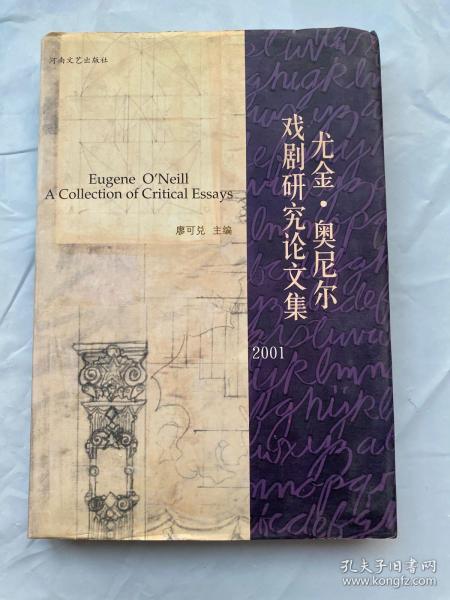 河南文艺出版社
Eugene O'Neill
A Collection of Critical Essays
廖可兑 主编
尤金·奥尼尔
戏剧研究论文集
2001
孔夫子旧书网
www.kongfz.com